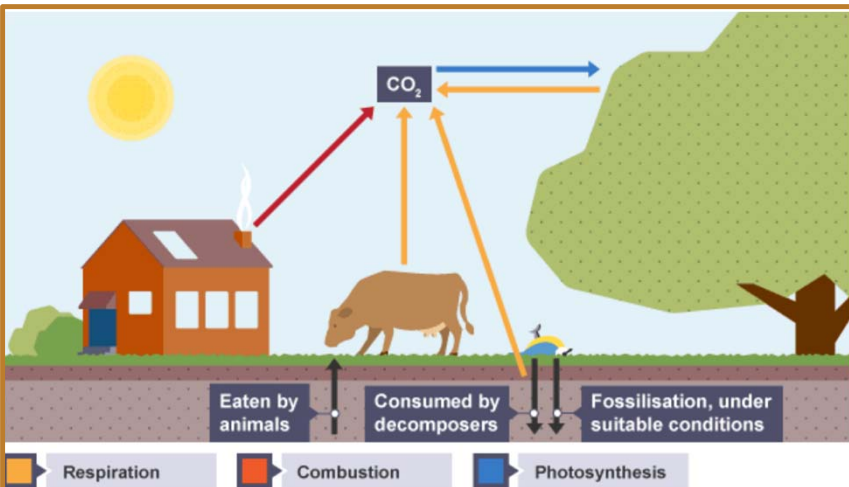 CO₂
Eaten by
animals
Consumed by
decomposers
Fossilisation, under
suitable conditions
Respiration
Combustion
Photosynthesis